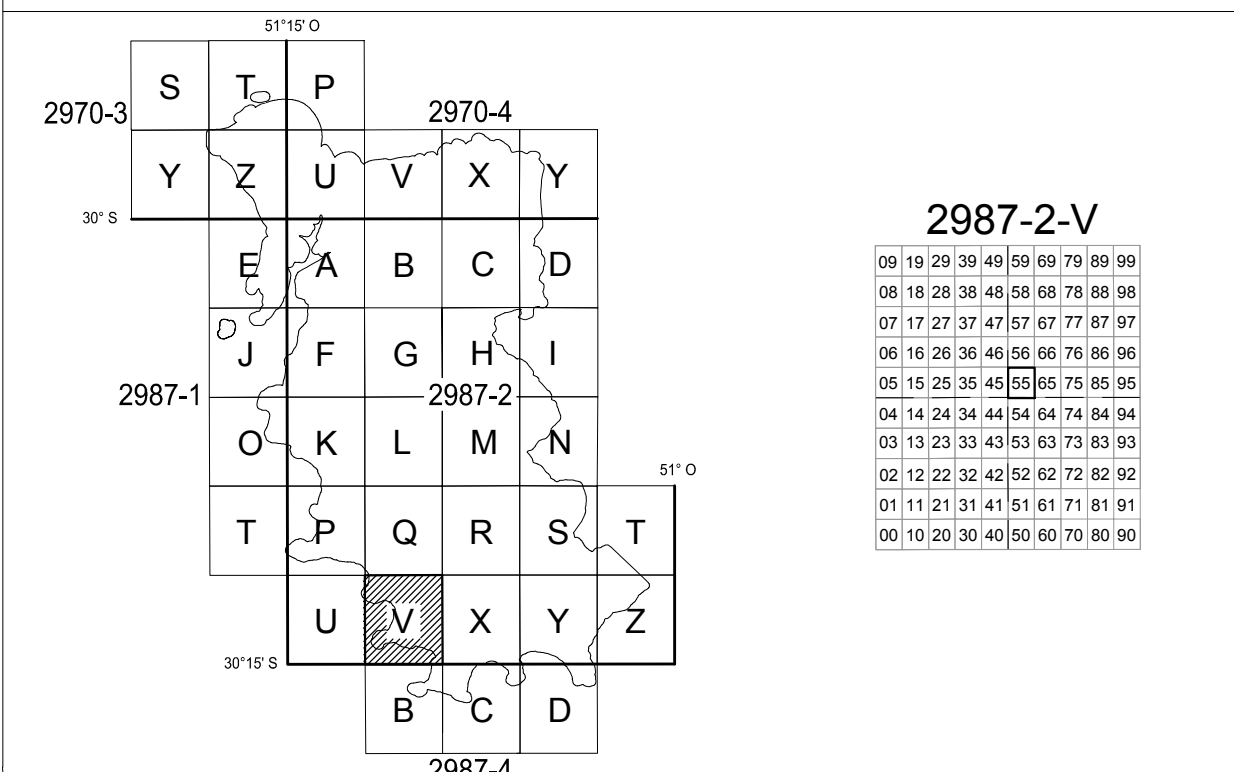 51°15' O
S T P
2970-3 2970-4
Y Z U V X Y
30° S
E A B C D
J F G H I
2987-1 2987-2
O K L M N
51° O
T P Q R S T
U V X Y Z
30°15' S
B C D
2987-4
2987-2-V
09 19 29 39 49 59 69 79 89 99
08 18 28 38 48 58 68 78 88 98
07 17 27 37 47 57 67 77 87 97
06 16 26 36 46 56 66 76 86 96
05 15 25 35 45 55 65 75 85 95
04 14 24 34 44 54 64 74 84 94
03 13 23 33 43 53 63 73 83 93
02 12 22 32 42 52 62 72 82 92
01 11 21 31 41 51 61 71 81 91
00 10 20 30 40 50 60 70 80 90